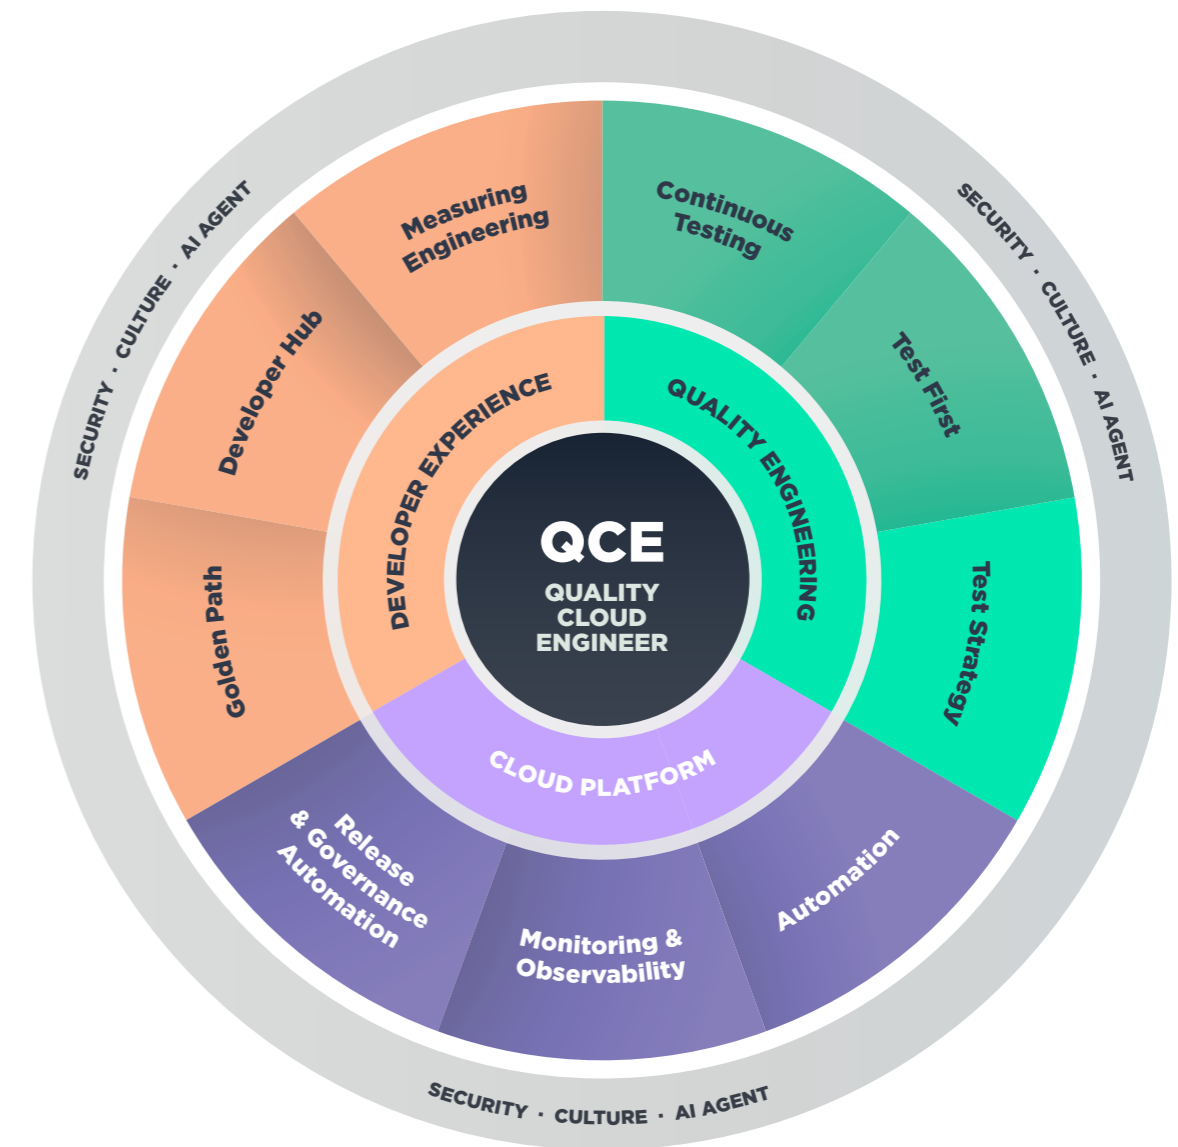 QCE
QUALITY
CLOUD
ENGINEER
QUALITY ENGINEERING
CLOUD PLATFORM
DEVELOPER EXPERIENCE
Continuous
Testing
Test First
Test Strategy
Automation
Monitoring &
Observability
Release
& Governance
Automation
Golden Path
Developer Hub
Measuring
Engineering
SECURITY · CULTURE · AI AGENT
SECURITY · CULTURE · AI AGENT
SECURITY · CULTURE · AI AGENT